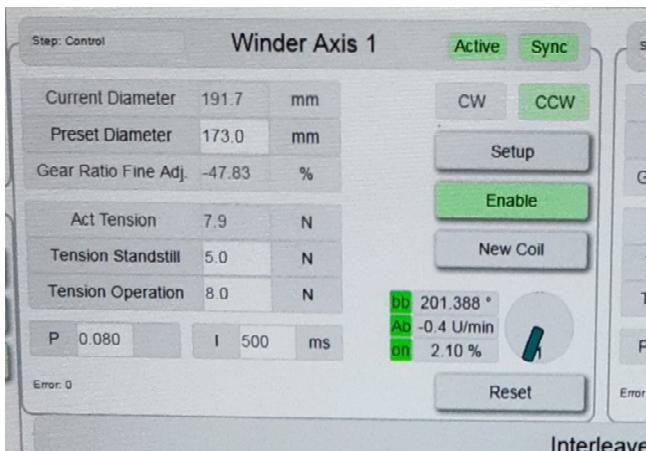 Step: Control
Winder Axis 1
Active
Sync
Current Diameter 191.7 mm
CW
CCW
Preset Diameter 173.0 mm
Setup
Gear Ratio Fine Adj. -47.83 %
Enable
Act Tension 7.9 N
Tension Standstill 5.0 N
New Coil
Tension Operation 8.0 N
bb 201.388 °
Ab -0.4 U/min
on 2.10 %
P 0.080
I 500 ms
Error: 0
Reset
Error
Interleave